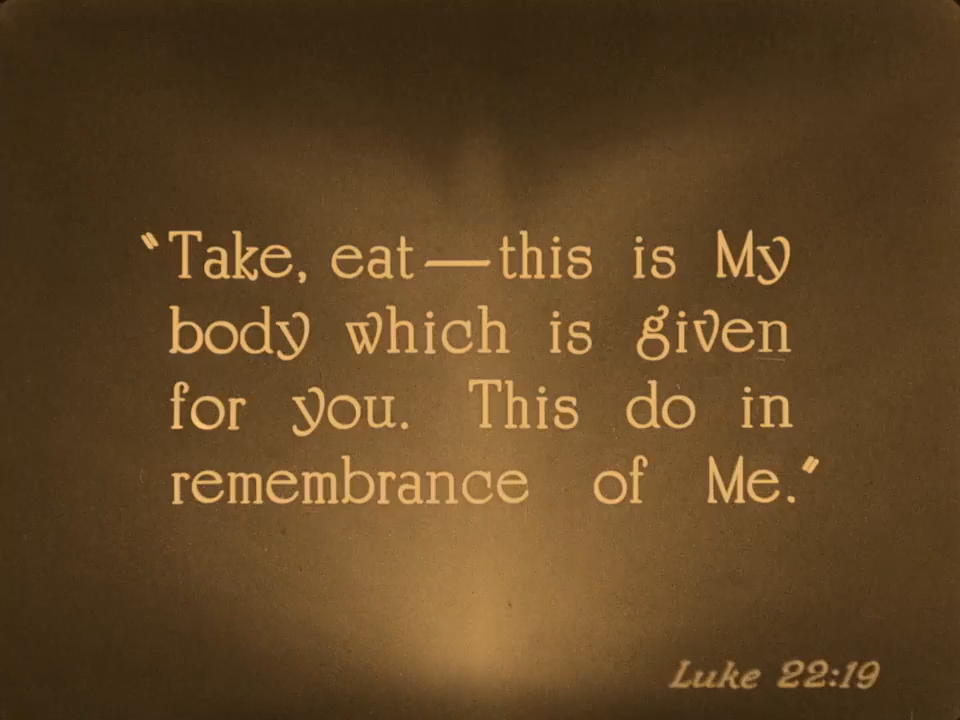 “Take, eat—this is My
body which is given
for you. This do in
remembrance of Me.”
Luke 22:19